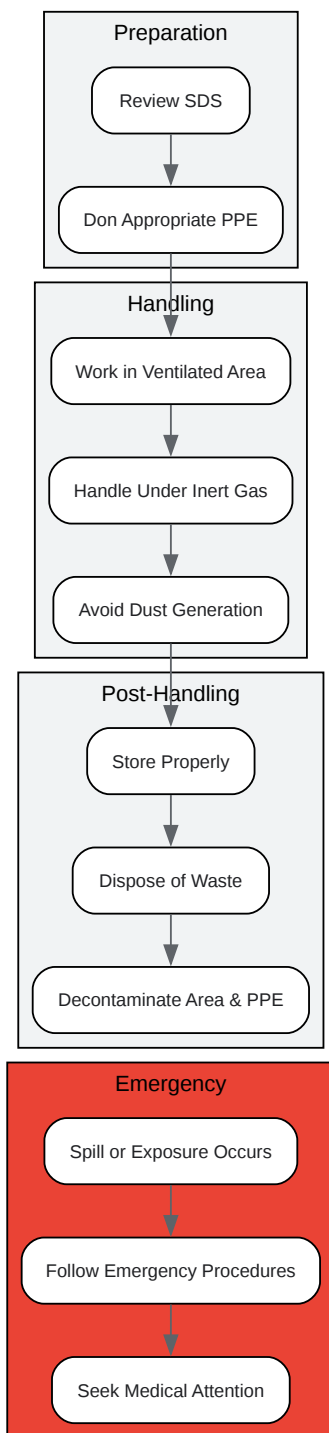 Preparation
Review SDS
Don Appropriate PPE
Handling
Work in Ventilated Area
Handle Under Inert Gas
Avoid Dust Generation
Post-Handling
Store Properly
Dispose of Waste
Decontaminate Area & PPE
Emergency
Spill or Exposure Occurs
Follow Emergency Procedures
Seek Medical Attention